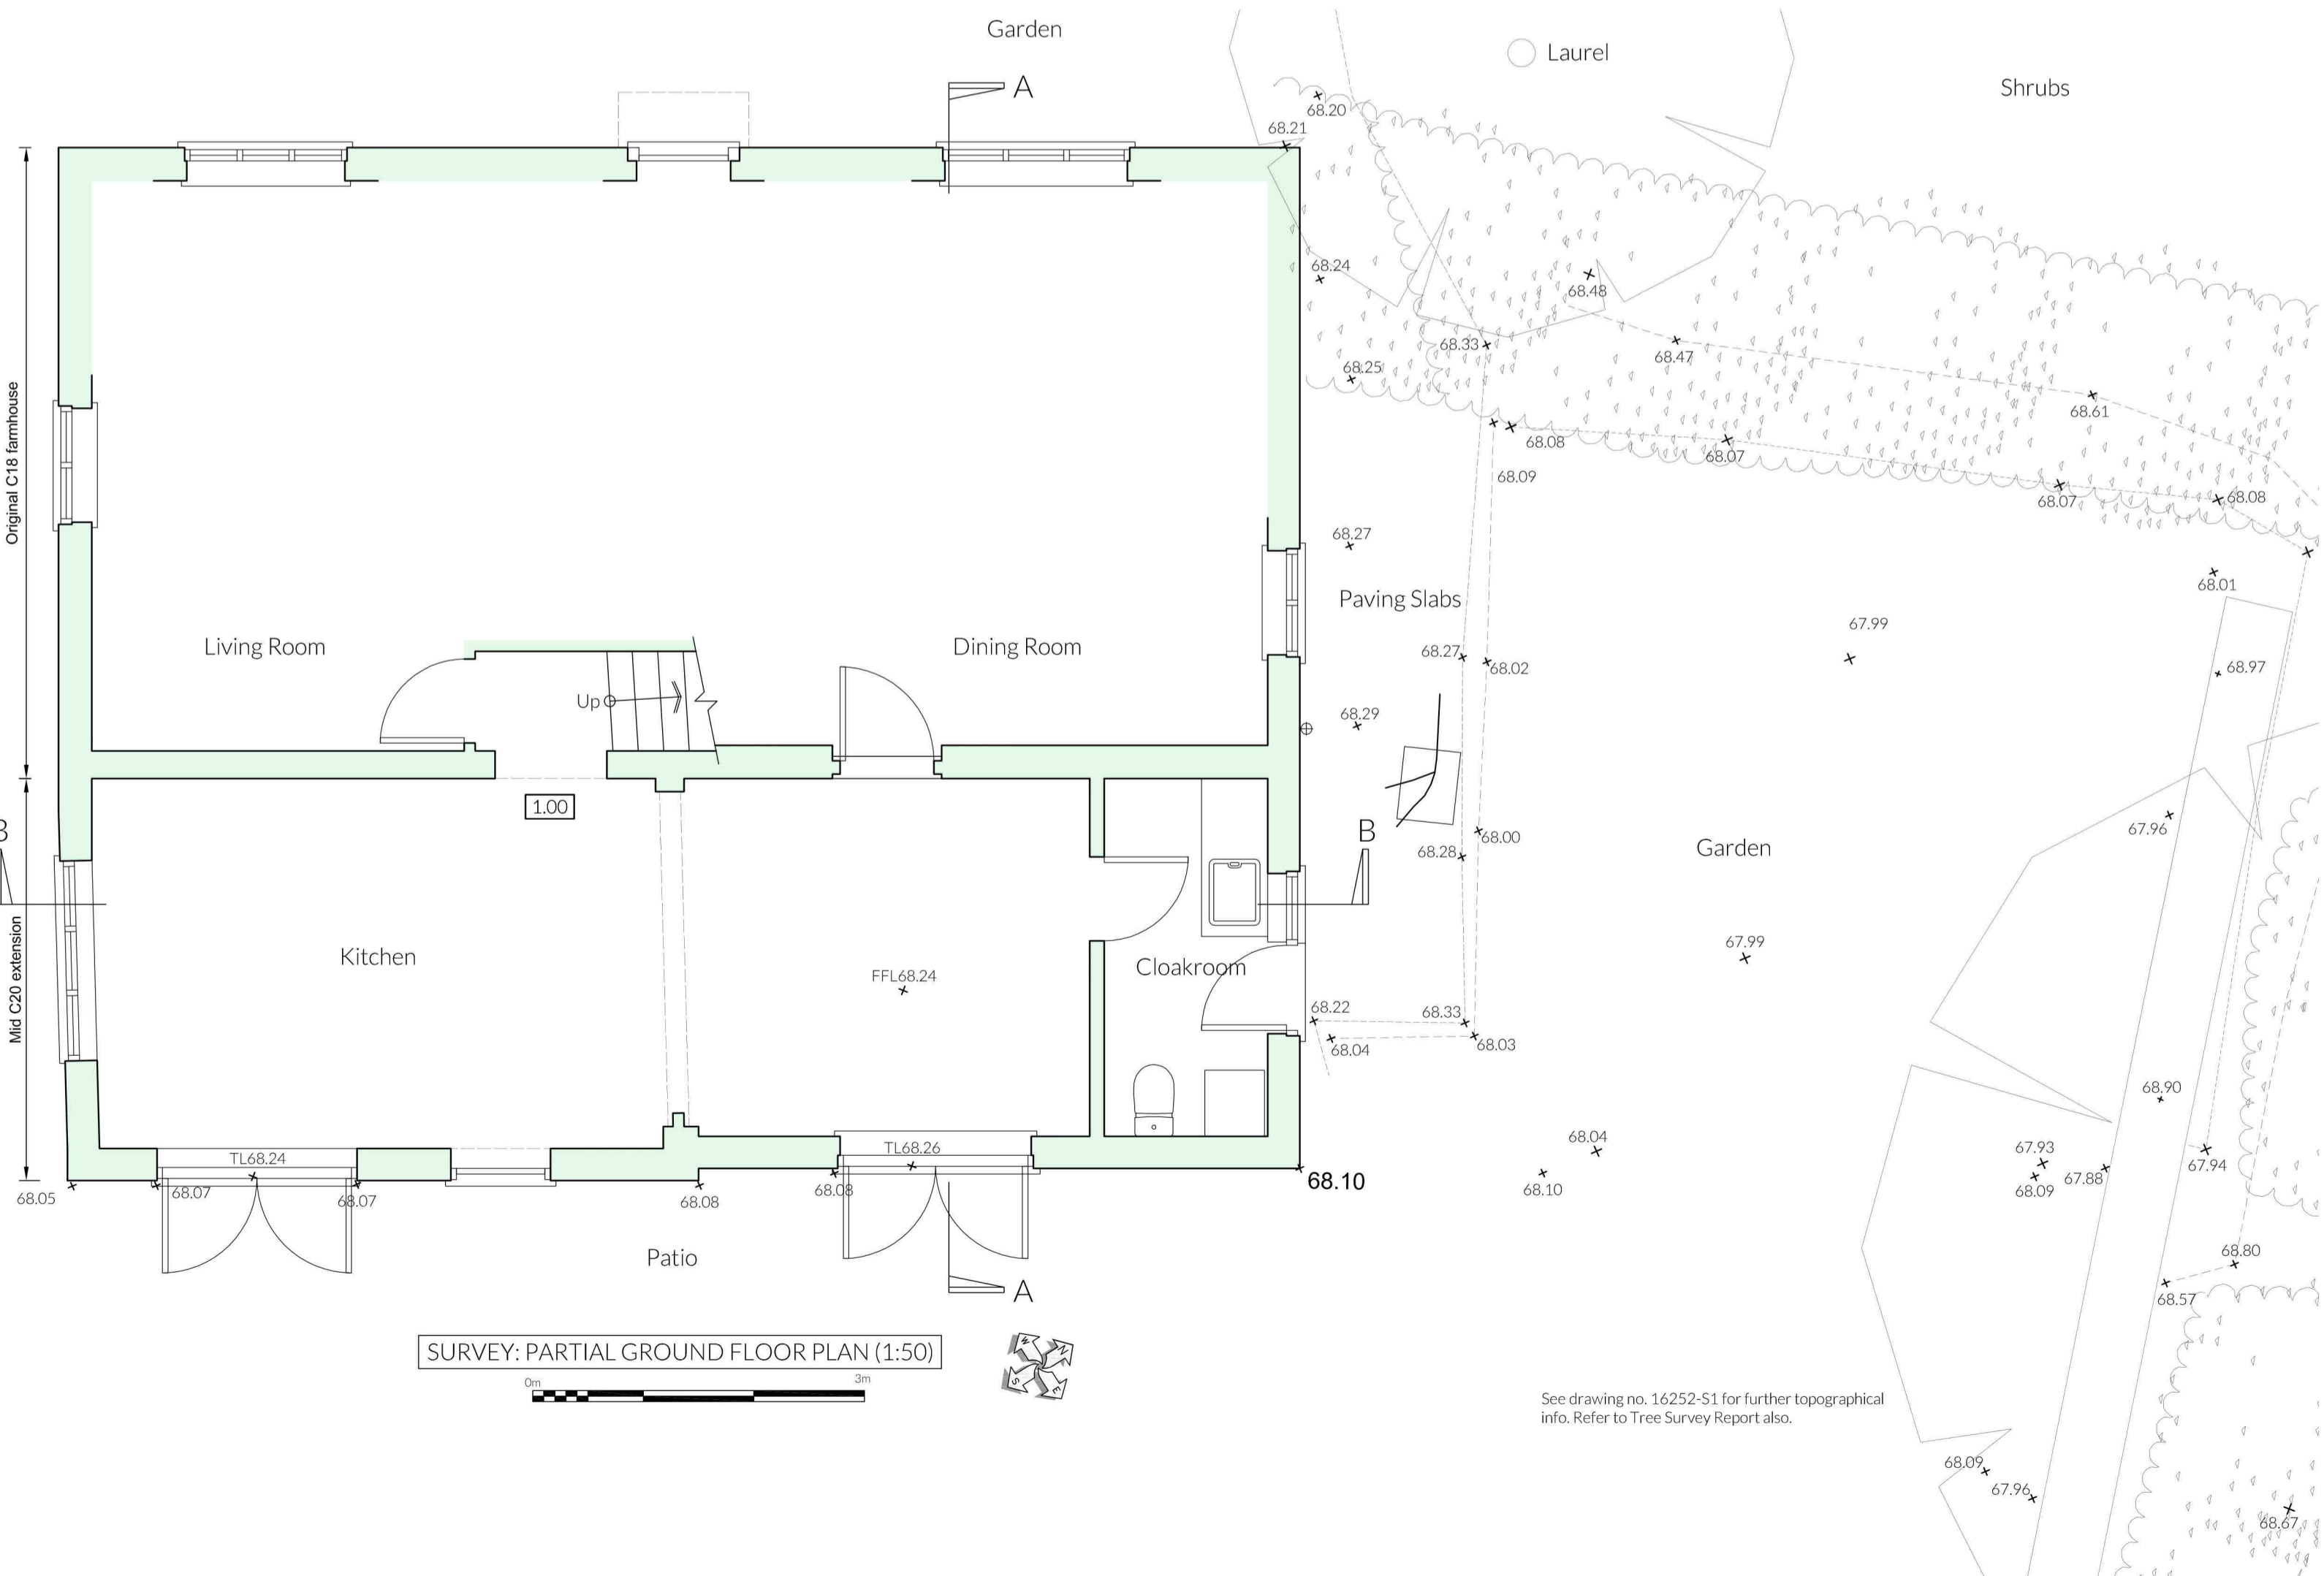 Garden
A
Laurel
Shrubs
68.20
68.21
68.24
68.48
68.33
68.47
68.25
68.61
68.08
68.07
68.09
68.07
68.08
Original C18 farmhouse
68.27
68.01
Paving Slabs
67.99
Living Room
Dining Room
68.27
68.02
68.97
Up
68.29
1.00
B
68.00
67.96
68.28
Garden
Mid C20 extension
Kitchen
67.99
Cloakroom
FFL68.24
68.22
68.33
68.04
68.03
68.90
68.04
67.93
TL68.24
TL68.26
67.94
68.05
68.07
68.07
68.08
68.08
68.10
68.10
68.09
67.88
Patio
68.80
A
68.57
SURVEY: PARTIAL GROUND FLOOR PLAN (1:50)
0m
3m
W
N
S
E
See drawing no. 16252-S1 for further topographical
info. Refer to Tree Survey Report also.
68.09
67.96
68.67